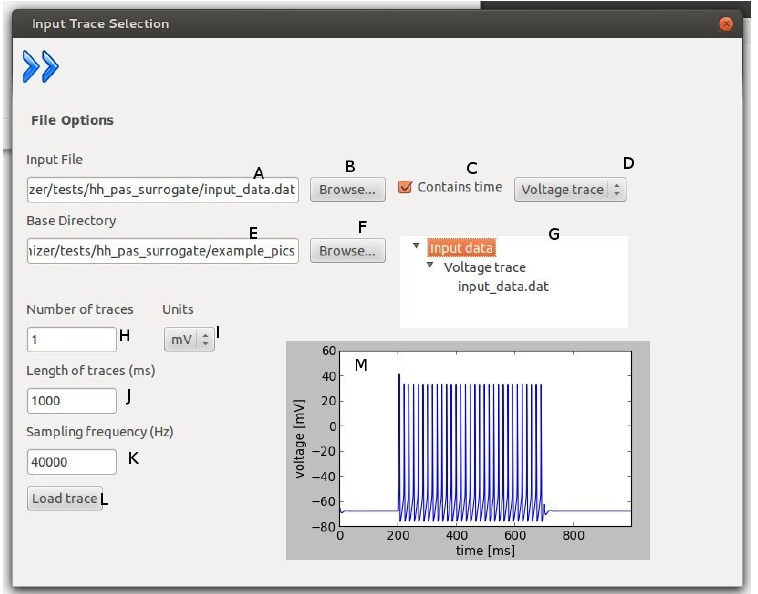 Input Trace Selection
File Options
Input File
A
B
C
D
zer/tests/hh_pas_surrogate/input_data.dat
Browse...
Contains time
Voltage trace
Base Directory
E
F
G
nizer/tests/hh_pas_surrogate/example_pics
Browse...
Input data
Voltage trace
input_data.dat
Number of traces
Units
1
H
mV
I
Length of traces (ms)
1000
J
Sampling frequency (Hz)
40000
K
Load trace
L
M
voltage [mV]
60
40
20
0
−20
−40
−60
−80
0
200
400
600
800
time [ms]